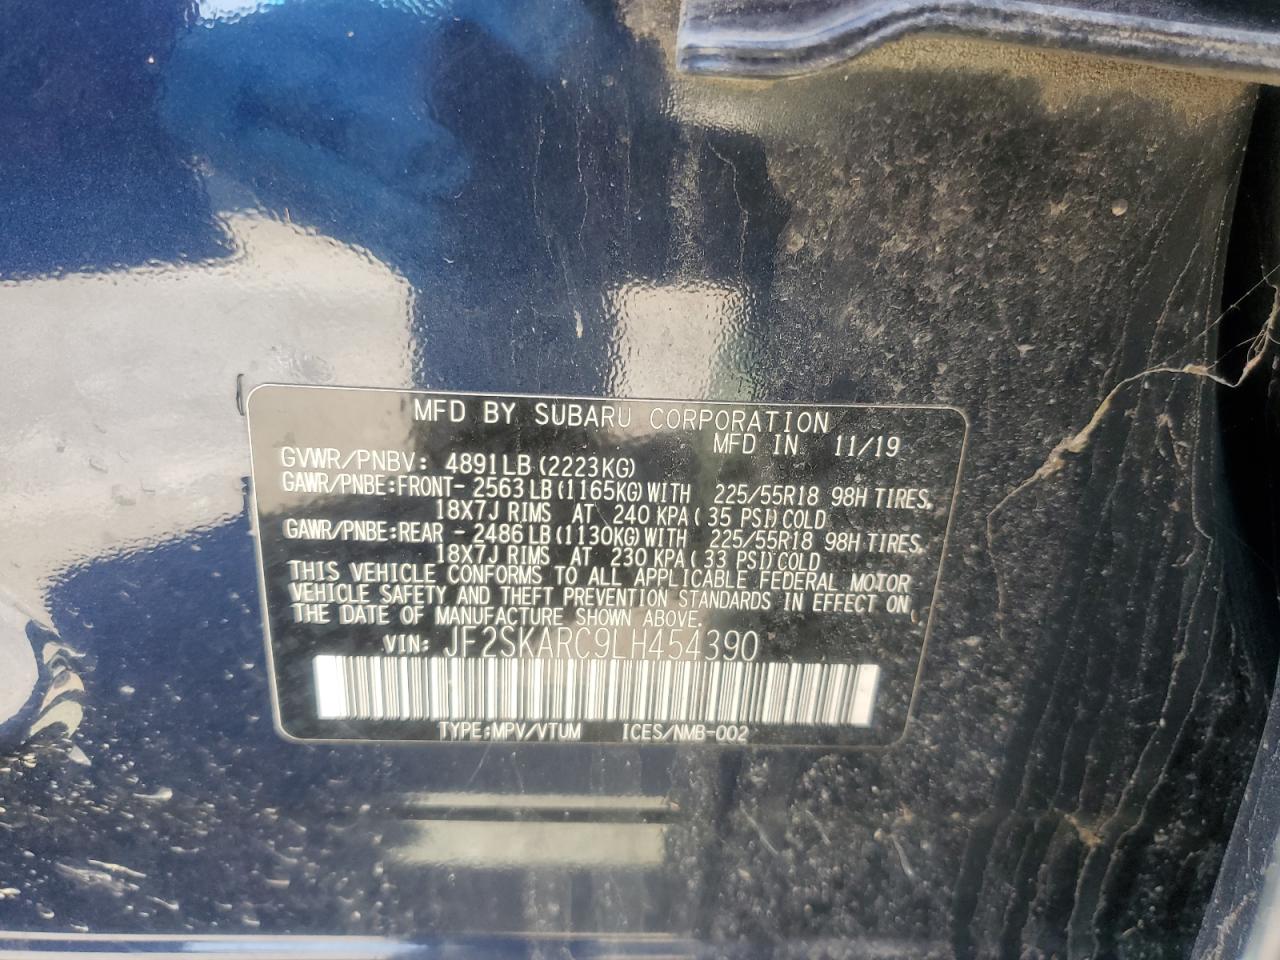 MFD BY SUBARU CORPORATION
MFD IN 11/19
GVWR/PNBV: 4891LB (2223KG)
GAWR/PNBE:FRONT- 2563 LB (1165KG) WITH 225/55R18 98H TIRES,
18X7J RIMS AT 240 KPA ( 35 PSI) COLD
GAWR/PNBE:REAR - 2486 LB (1130KG) WITH 225/55R18 98H TIRES,
18X7J RIMS AT 230 KPA ( 33 PSI) COLD
THIS VEHICLE CONFORMS TO ALL APPLICABLE FEDERAL MOTOR
VEHICLE SAFETY AND THEFT PREVENTION STANDARDS IN EFFECT ON
THE DATE OF MANUFACTURE SHOWN ABOVE.
VIN: JF2SKARC9LH454390
TYPE:MPV/VTUM ICES/NMB-002